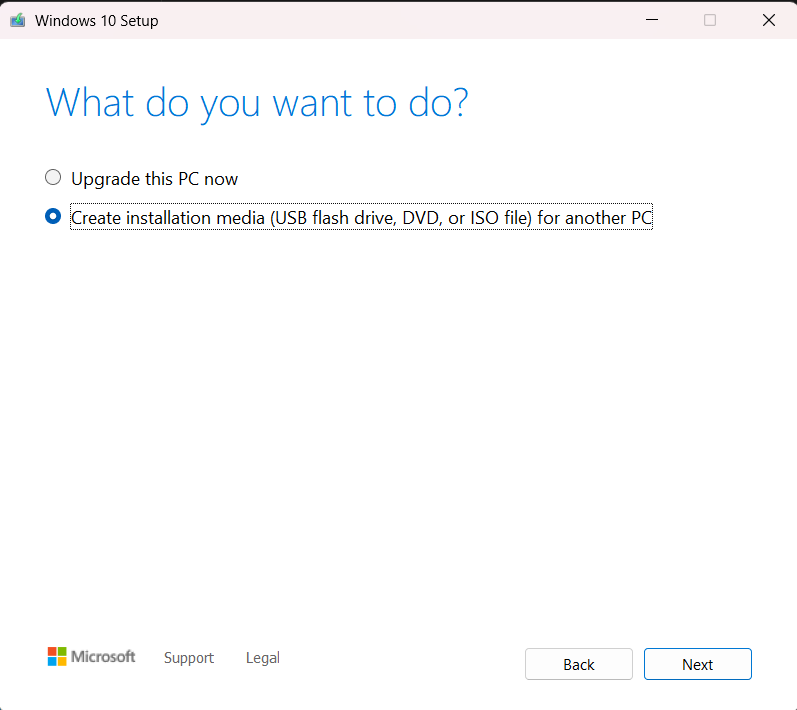 Windows 10 Setup
What do you want to do?
Upgrade this PC now
Create installation media (USB flash drive, DVD, or ISO file) for another PC
Microsoft Support Legal
Back Next